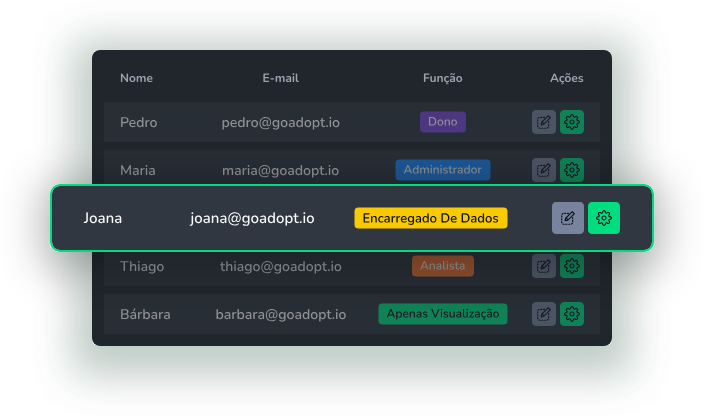 Nome E-mail Função Ações
Pedro pedro@goadopt.io Dono
Maria maria@goadopt.io Administrador
Joana joana@goadopt.io Encarregado De Dados
Thiago thiago@goadopt.io Analista
Bárbara barbara@goadopt.io Apenas Visualização